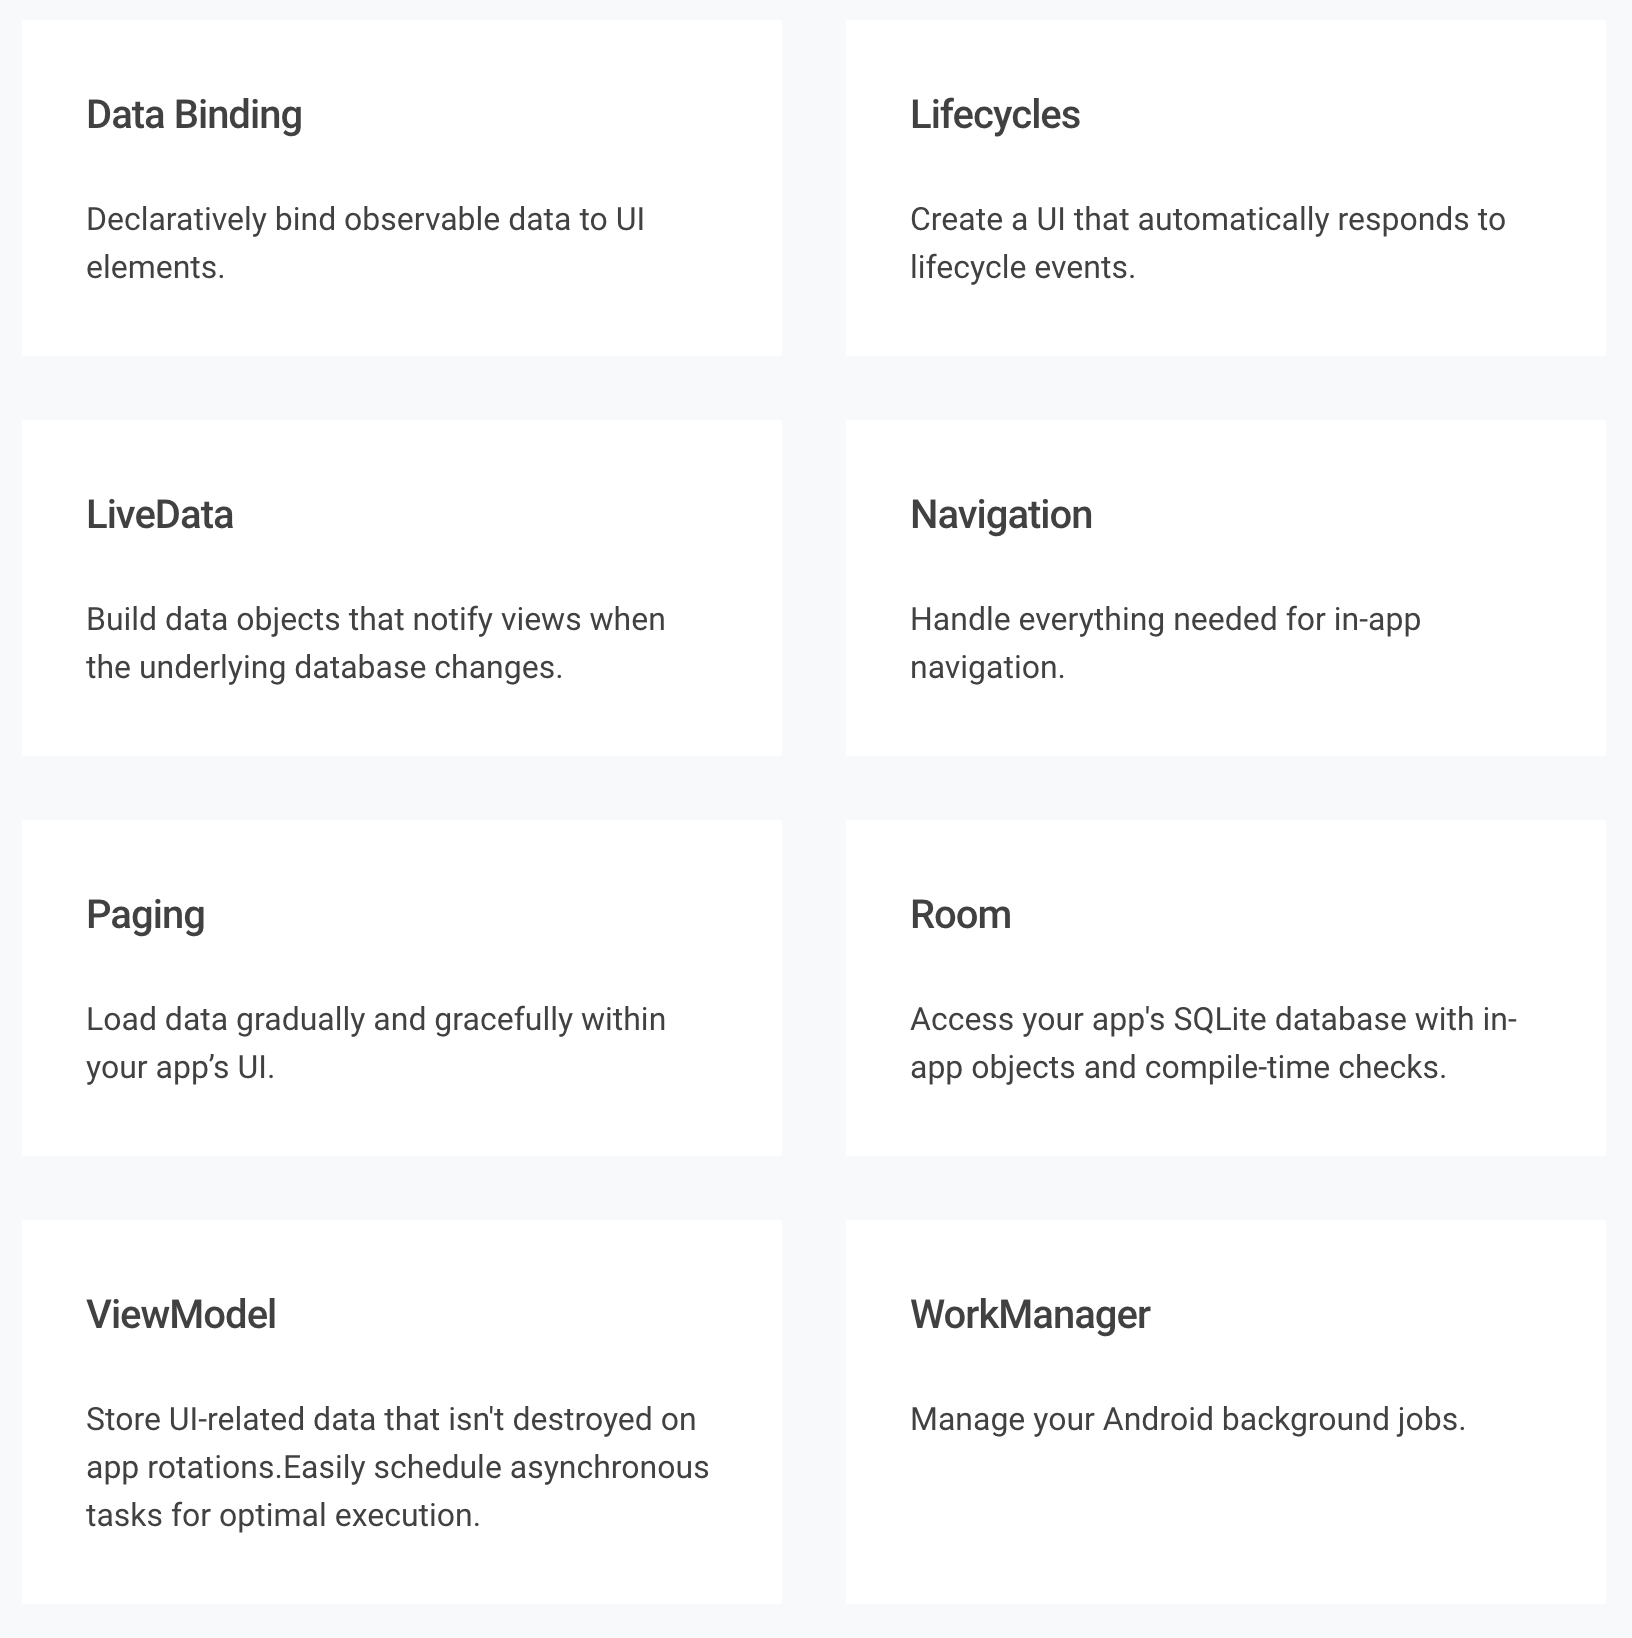 Data Binding
Declaratively bind observable data to UI
elements.
Lifecycles
Create a UI that automatically responds to
lifecycle events.
LiveData
Build data objects that notify views when
the underlying database changes.
Navigation
Handle everything needed for in-app
navigation.
Paging
Load data gradually and gracefully within
your app’s UI.
Room
Access your app's SQLite database with in-
app objects and compile-time checks.
ViewModel
Store UI-related data that isn't destroyed on
app rotations.Easily schedule asynchronous
tasks for optimal execution.
WorkManager
Manage your Android background jobs.